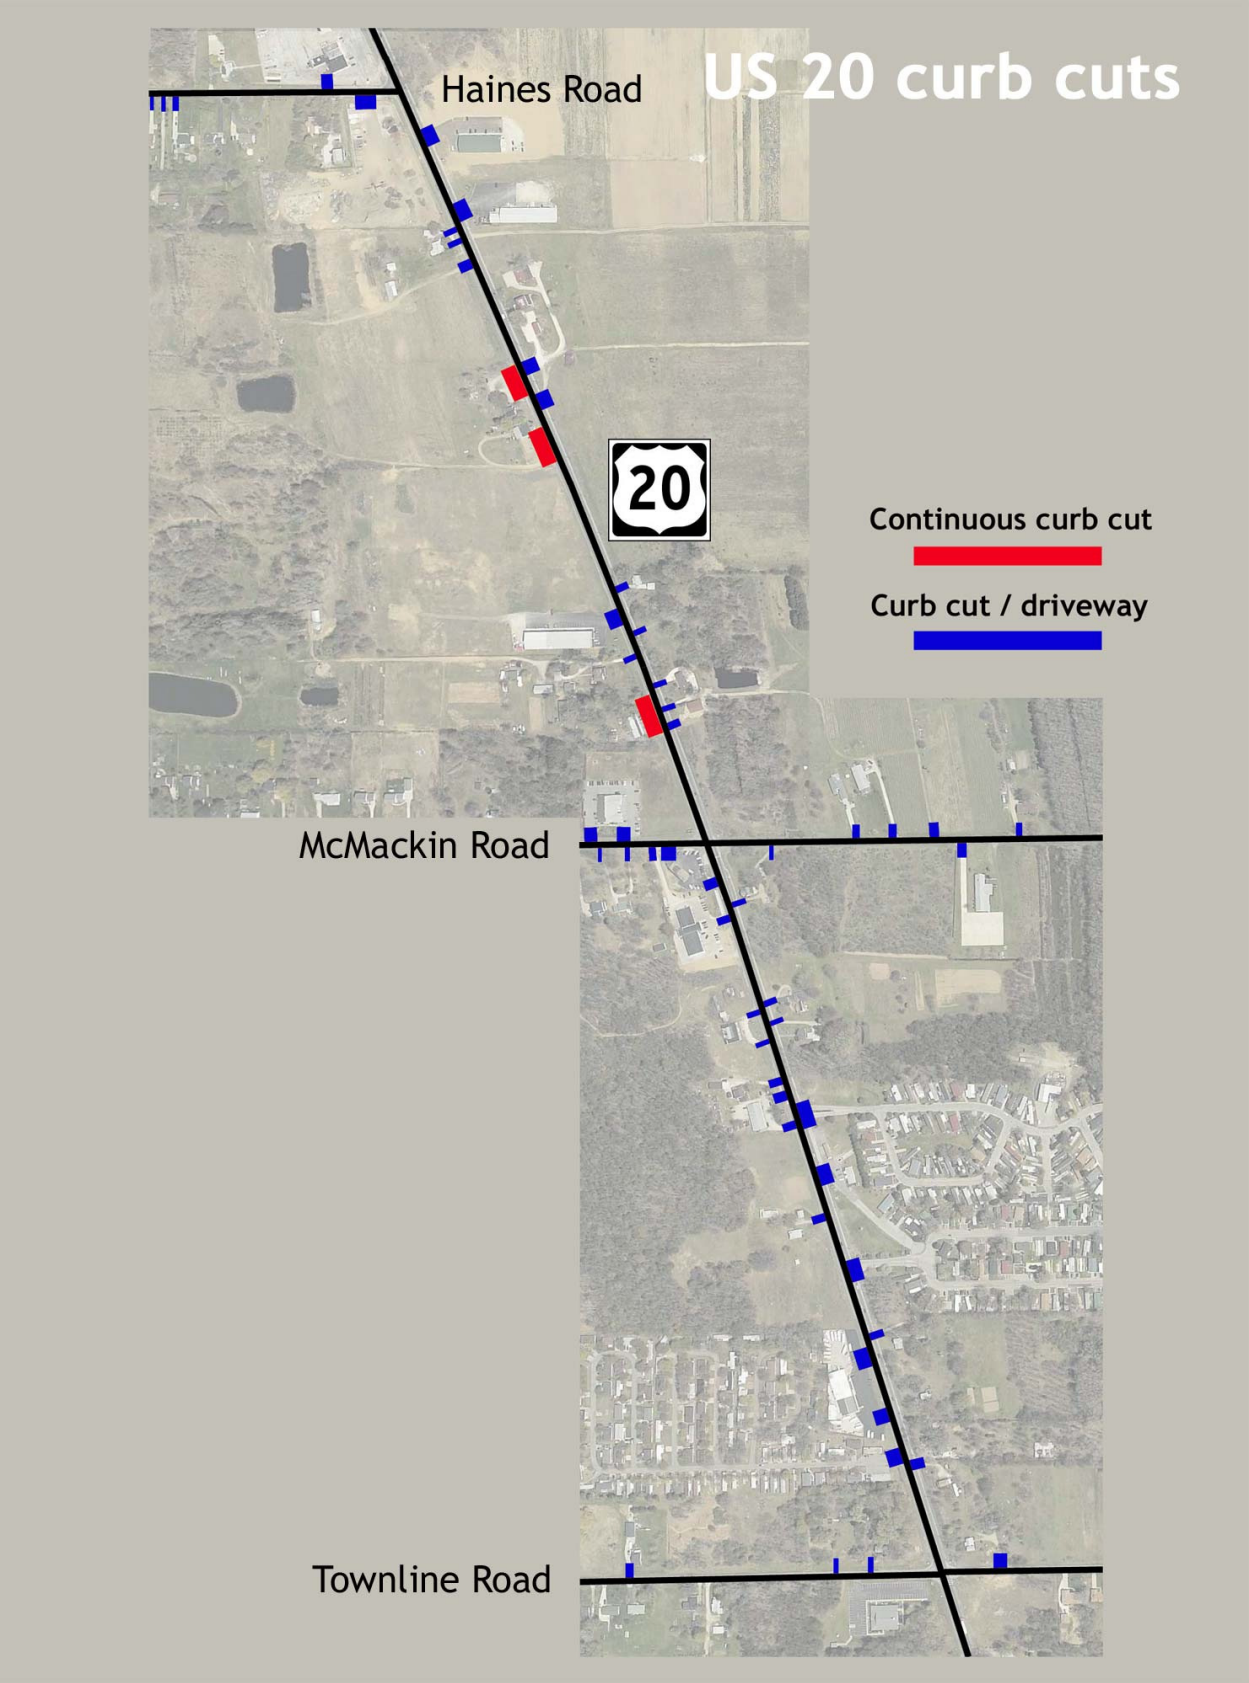 US 20 curb cuts
Haines Road
20
Continuous curb cut
Curb cut / driveway
McMackin Road
Townline Road